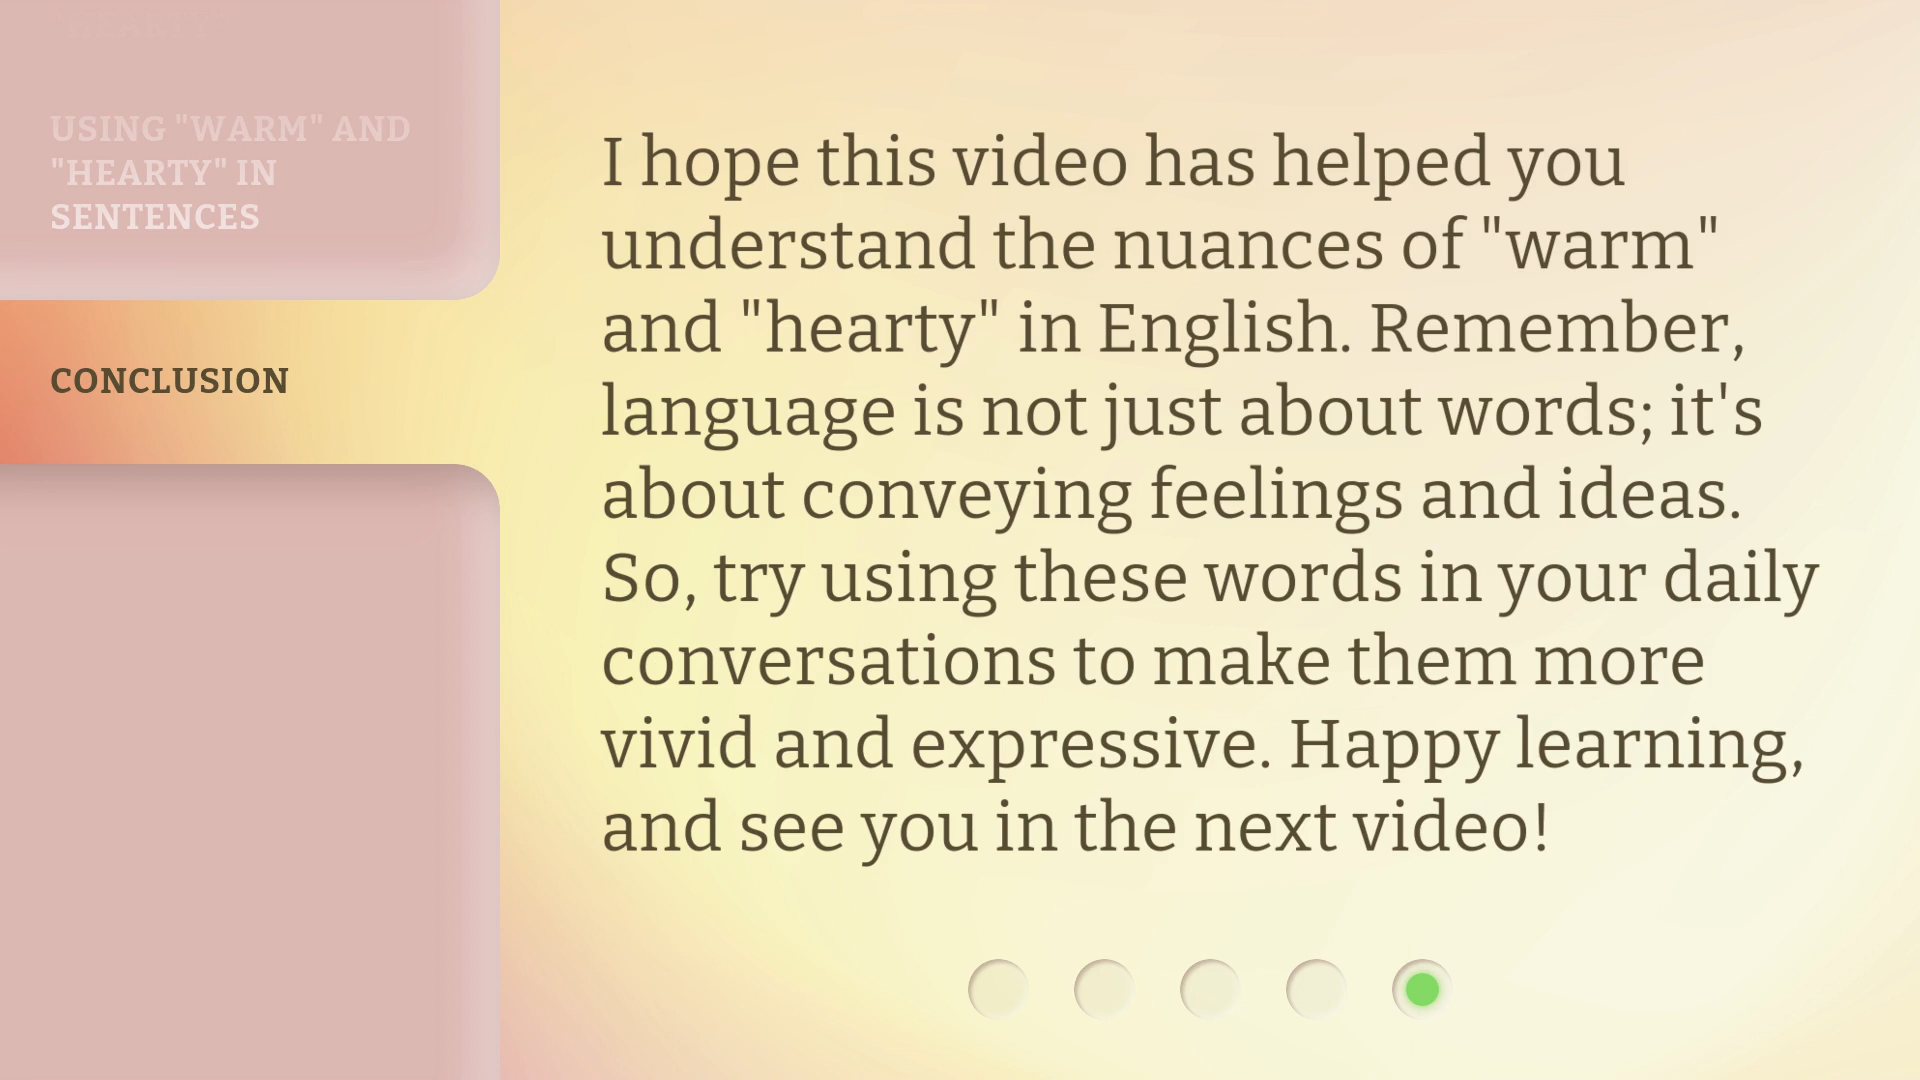 USING "WARM" AND
"HEARTY" IN
SENTENCES
CONCLUSION
I hope this video has helped you
understand the nuances of "warm"
and "hearty" in English. Remember,
language is not just about words; it's
about conveying feelings and ideas.
So, try using these words in your daily
conversations to make them more
vivid and expressive. Happy learning,
and see you in the next video!